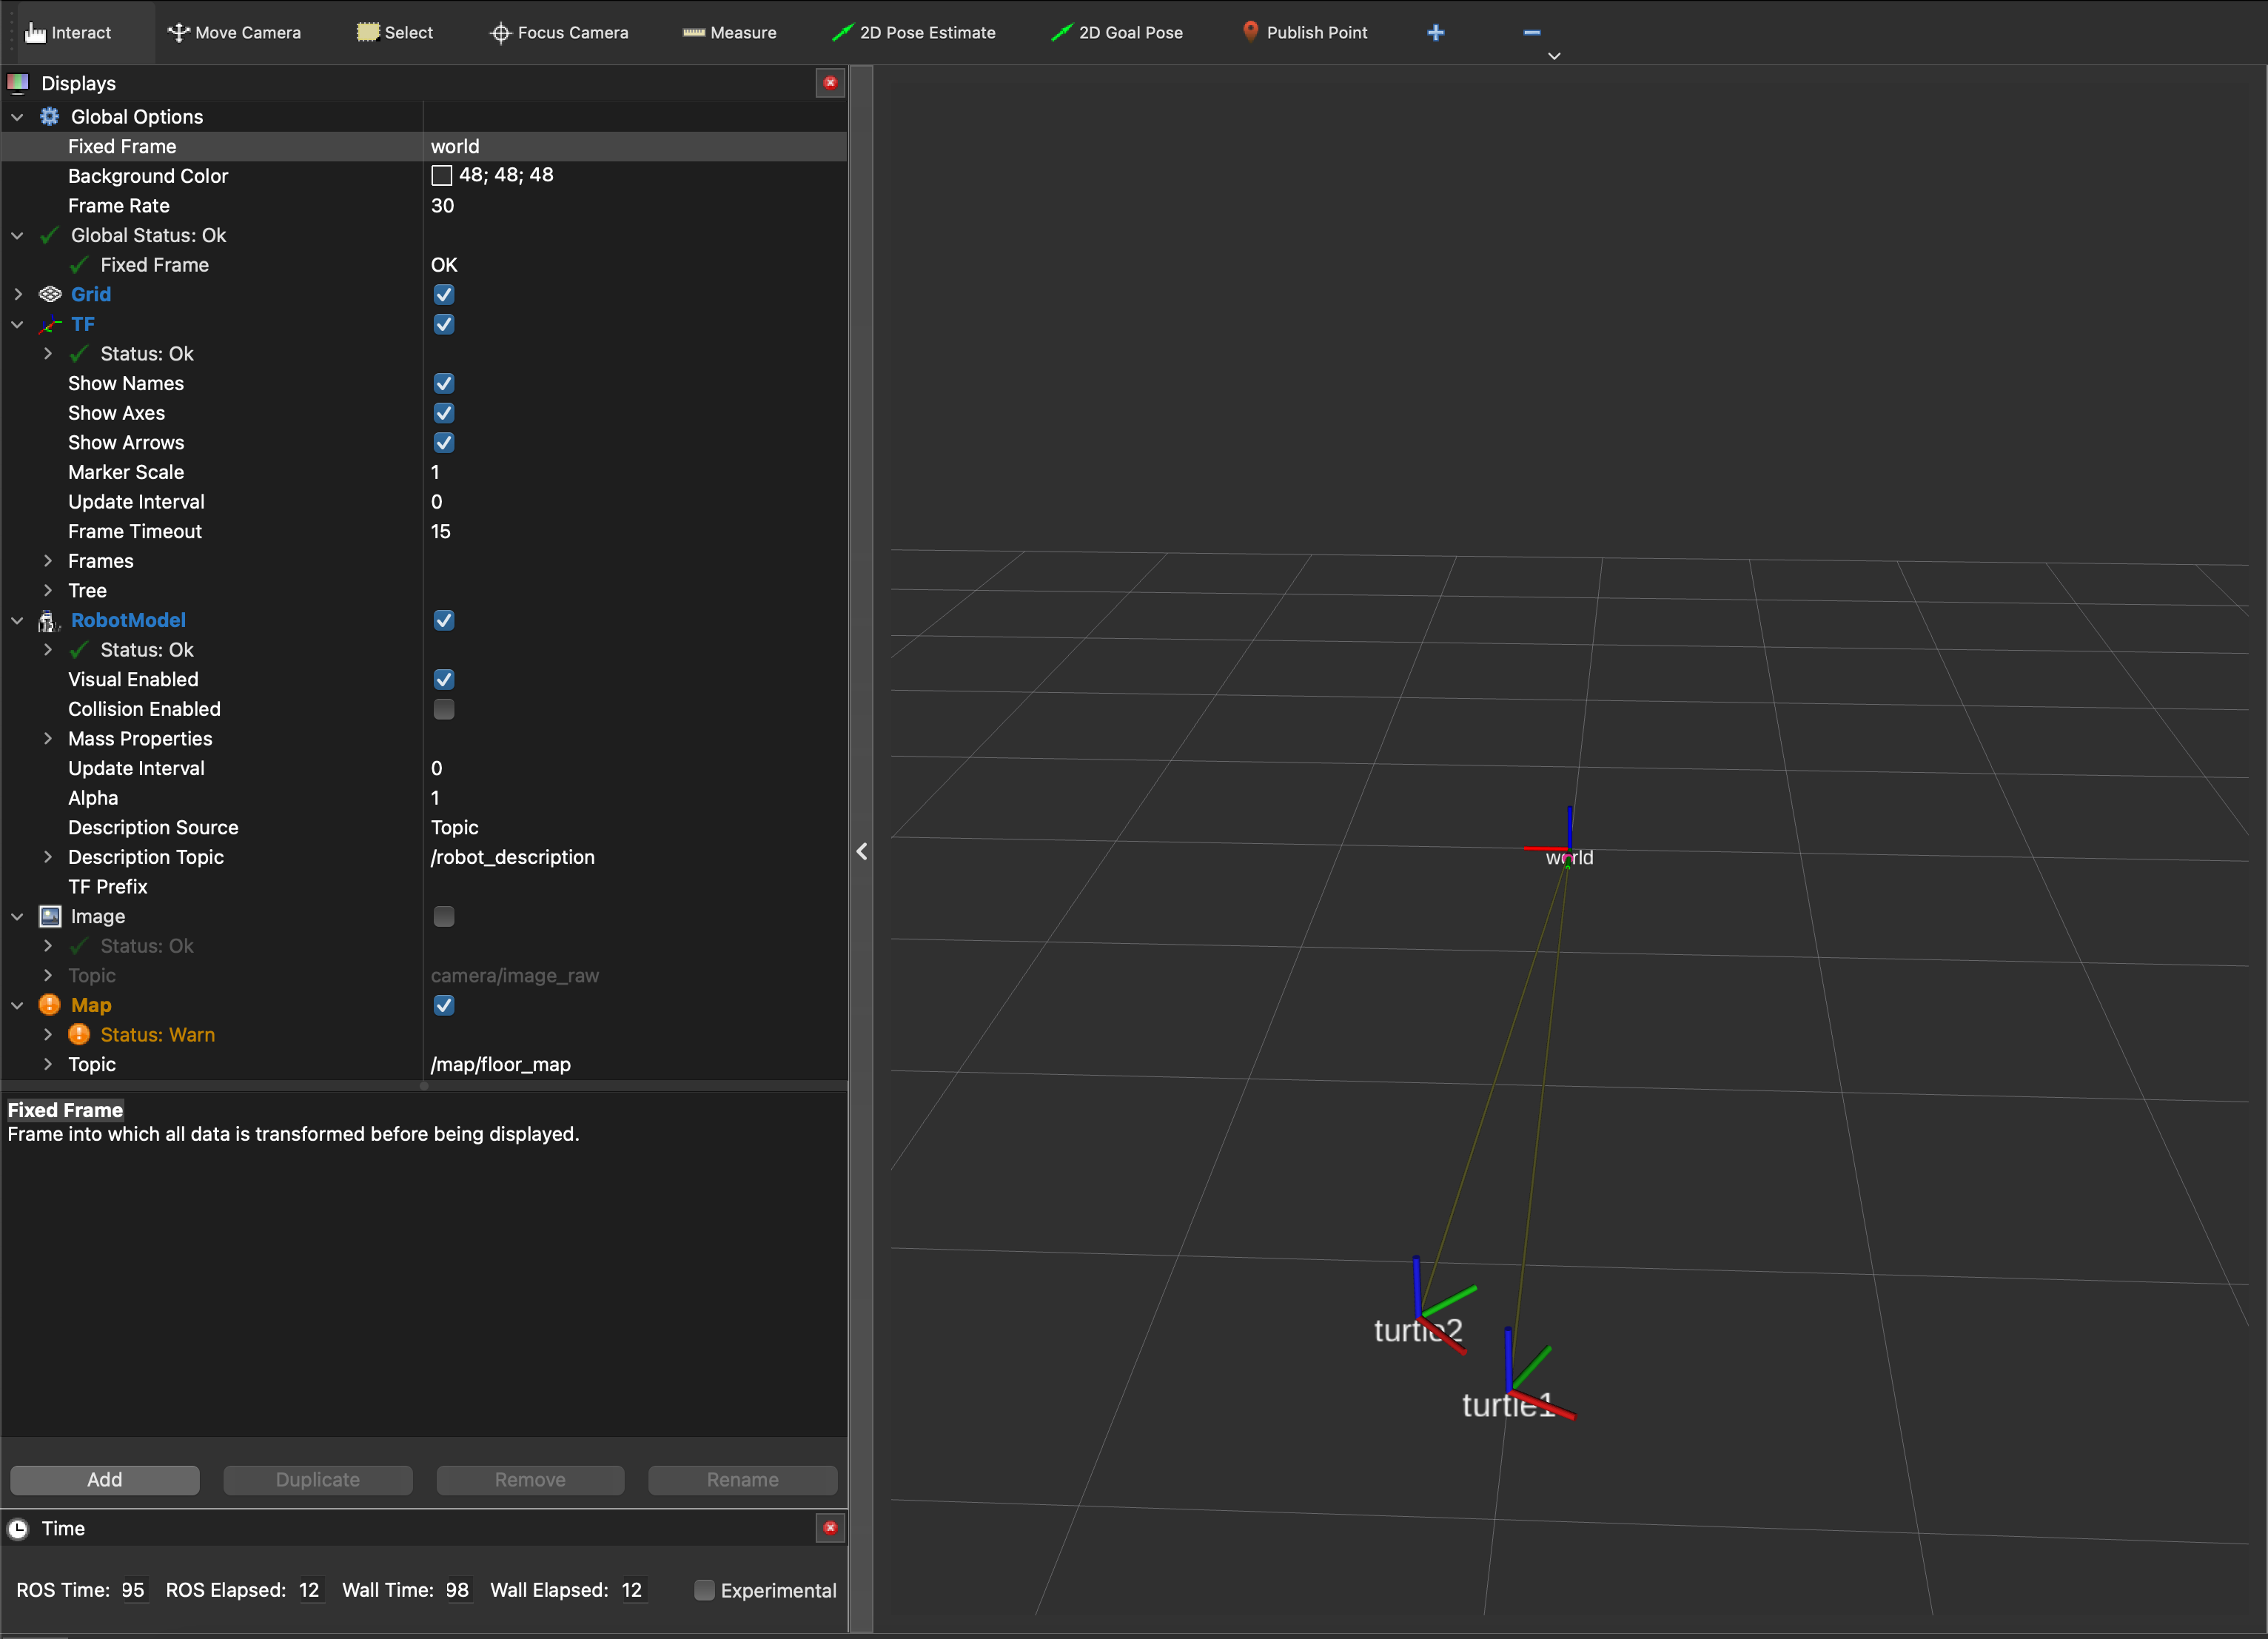 Interact Move Camera Select Focus Camera Measure 2D Pose Estimate 2D Goal Pose Publish Point
Displays
Global Options
Fixed Frame world
Background Color 48; 48; 48
Frame Rate 30
Global Status: Ok
Fixed Frame OK
Grid
TF
Status: Ok
Show Names
Show Axes
Show Arrows
Marker Scale 1
Update Interval 0
Frame Timeout 15
Frames
Tree
RobotModel
Status: Ok
Visual Enabled
Collision Enabled
Mass Properties
Update Interval 0
Alpha 1
Description Source Topic
Description Topic /robot_description
TF Prefix
Image
Status: Ok
Topic camera/image_raw
Map
Status: Warn
Topic /map/floor_map
Fixed Frame
Frame into which all data is transformed before being displayed.
Add Duplicate Remove Rename
Time
ROS Time: 95 ROS Elapsed: 12 Wall Time: 98 Wall Elapsed: 12 Experimental
world
turtle2
turtle1